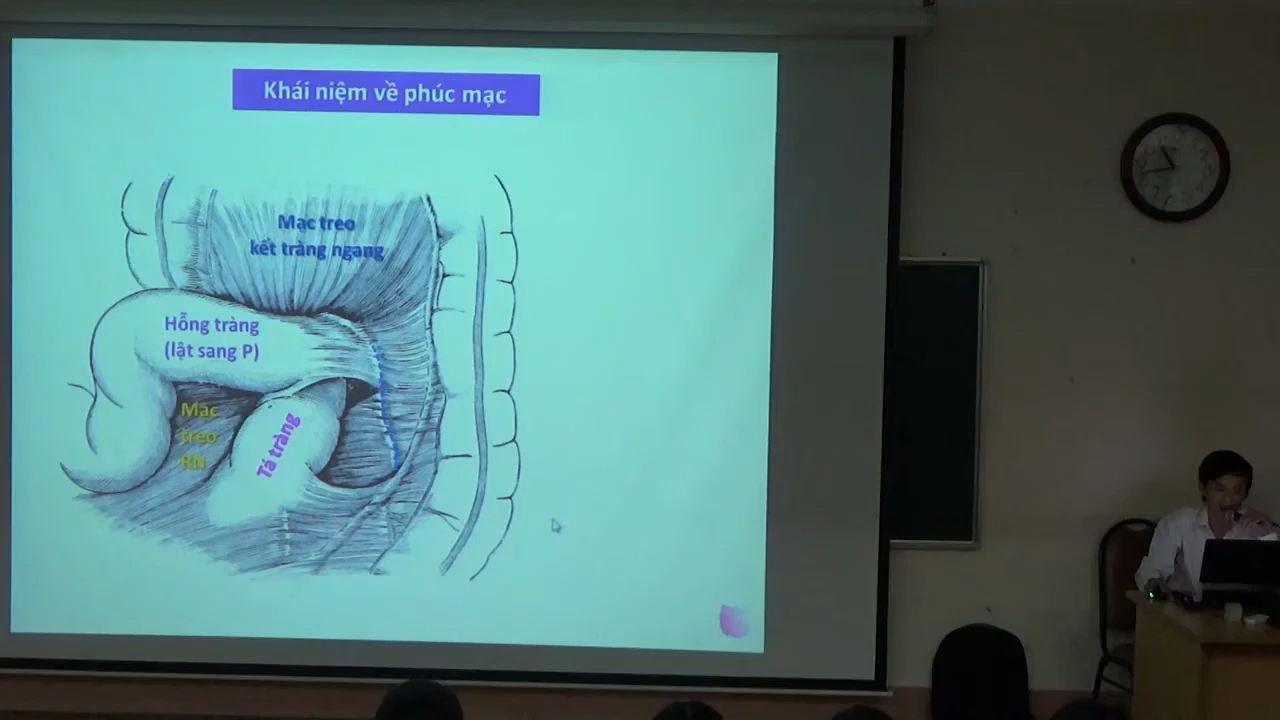 Khái niệm về phúc mạc
Mạc treo
kết tràng ngang
Hỗng tràng
(lật sang P)
Mạc
treo
RN
Tá tràng